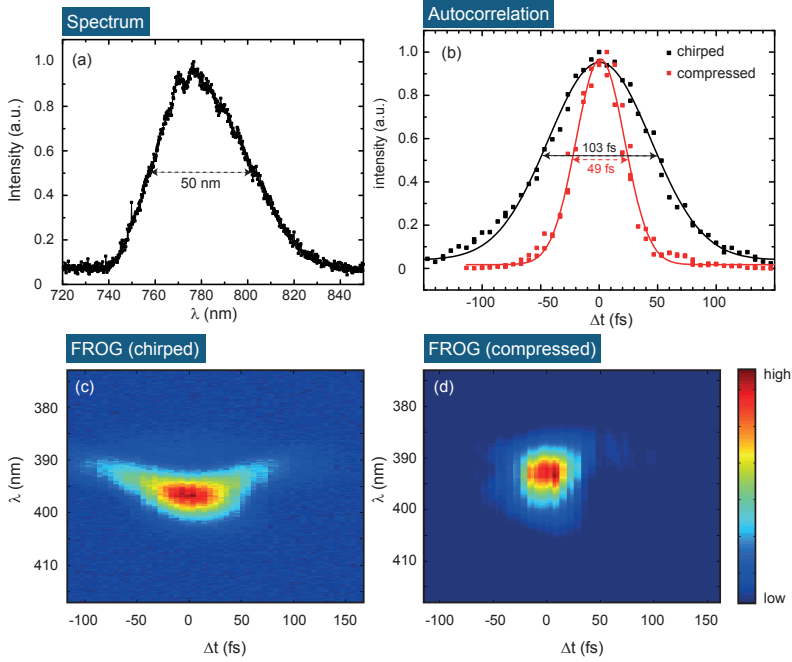 Spectrum
(a)
Intensity (a.u.)
1.0
0.8
0.6
0.4
0.2
0
50 nm
720 740 760 780 800 820 840
λ (nm)
Autocorrelation
(b)
chirped
compressed
intensity (a.u.)
1.0
0.8
0.6
0.4
0.2
0
103 fs
49 fs
-100 -50 0 50 100
Δt (fs)
FROG (chirped)
(c)
λ (nm)
380
390
400
410
-100 -50 0 50 100 150
Δt (fs)
FROG (compressed)
(d)
λ (nm)
380
390
400
410
-100 -50 0 50 100 150
Δt (fs)
high
low